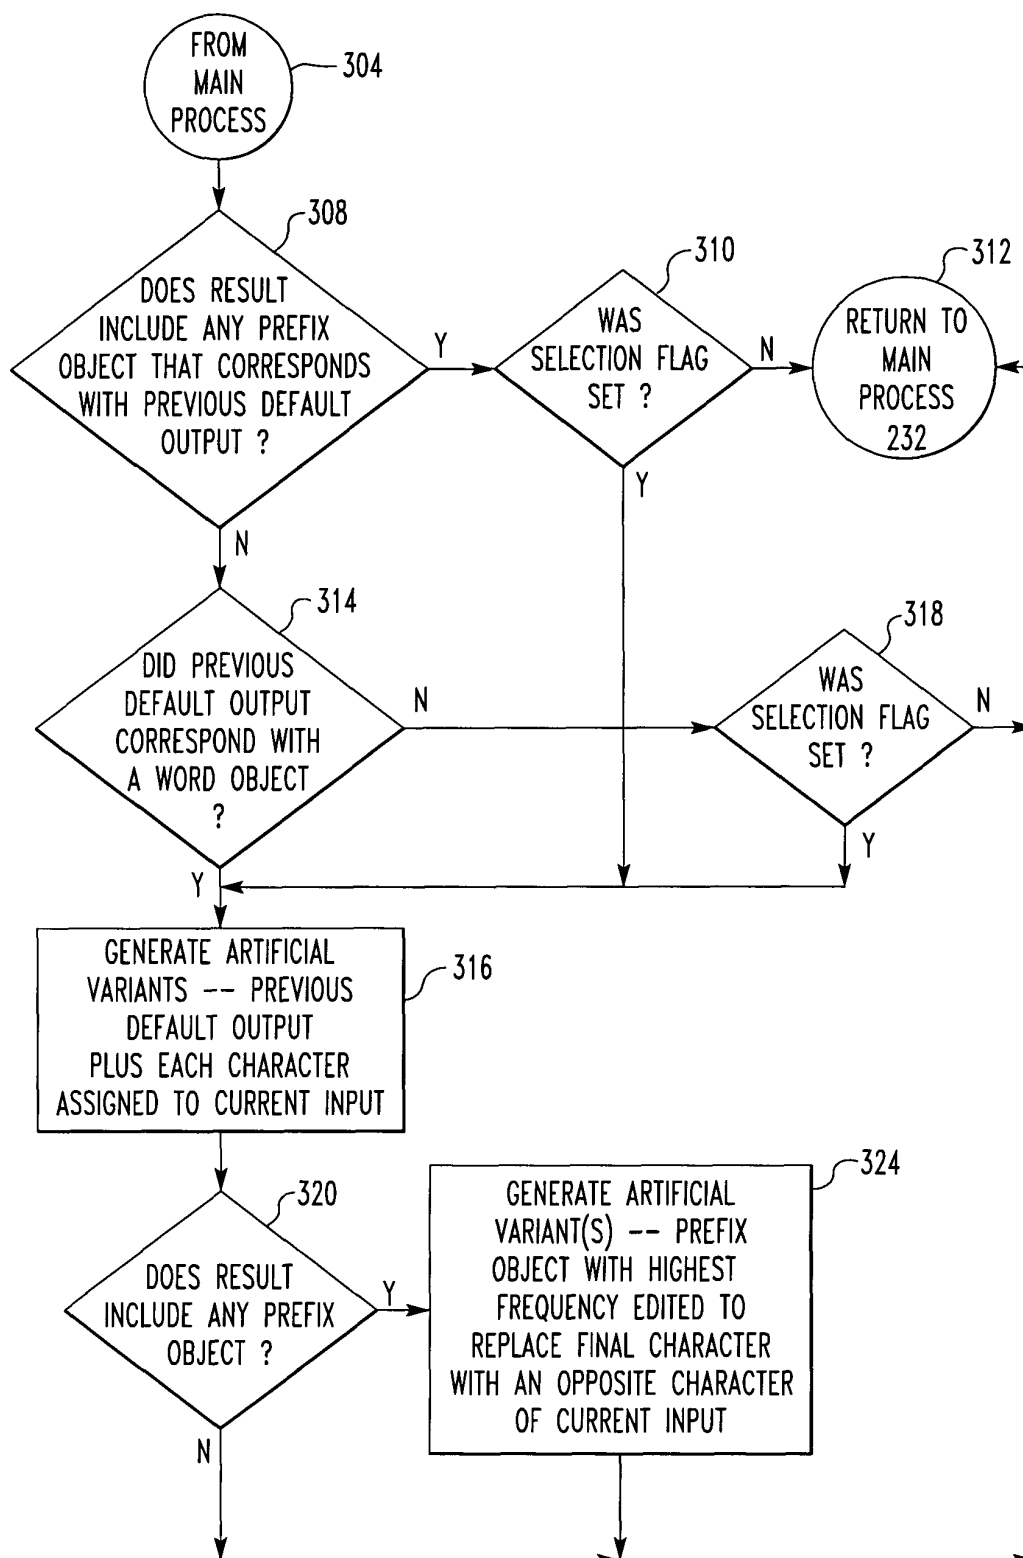 FROM
MAIN
PROCESS
304
308
DOES RESULT
INCLUDE ANY PREFIX
OBJECT THAT CORRESPONDS
WITH PREVIOUS DEFAULT
OUTPUT ?
Y
N
310
WAS
SELECTION FLAG
SET ?
N
Y
312
RETURN TO
MAIN
PROCESS
232
314
DID PREVIOUS
DEFAULT OUTPUT
CORRESPOND WITH
A WORD OBJECT
?
N
Y
318
WAS
SELECTION FLAG
SET ?
N
Y
316
GENERATE ARTIFICIAL
VARIANTS -- PREVIOUS
DEFAULT OUTPUT
PLUS EACH CHARACTER
ASSIGNED TO CURRENT INPUT
320
DOES RESULT
INCLUDE ANY PREFIX
OBJECT ?
Y
N
324
GENERATE ARTIFICIAL
VARIANT(S) -- PREFIX
OBJECT WITH HIGHEST
FREQUENCY EDITED TO
REPLACE FINAL CHARACTER
WITH AN OPPOSITE CHARACTER
OF CURRENT INPUT